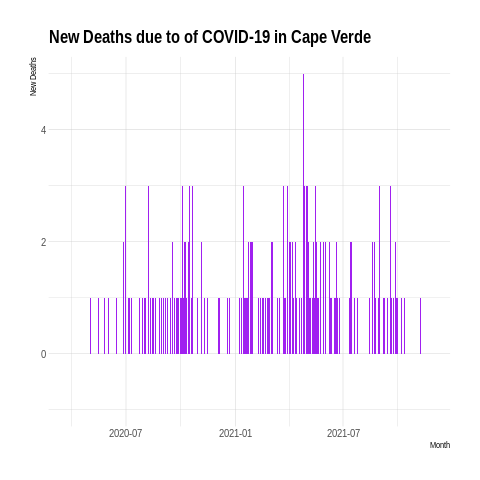 New Deaths due to of COVID-19 in Cape Verde
New Deaths
4
2
0
2020-07
2021-01
2021-07
Month